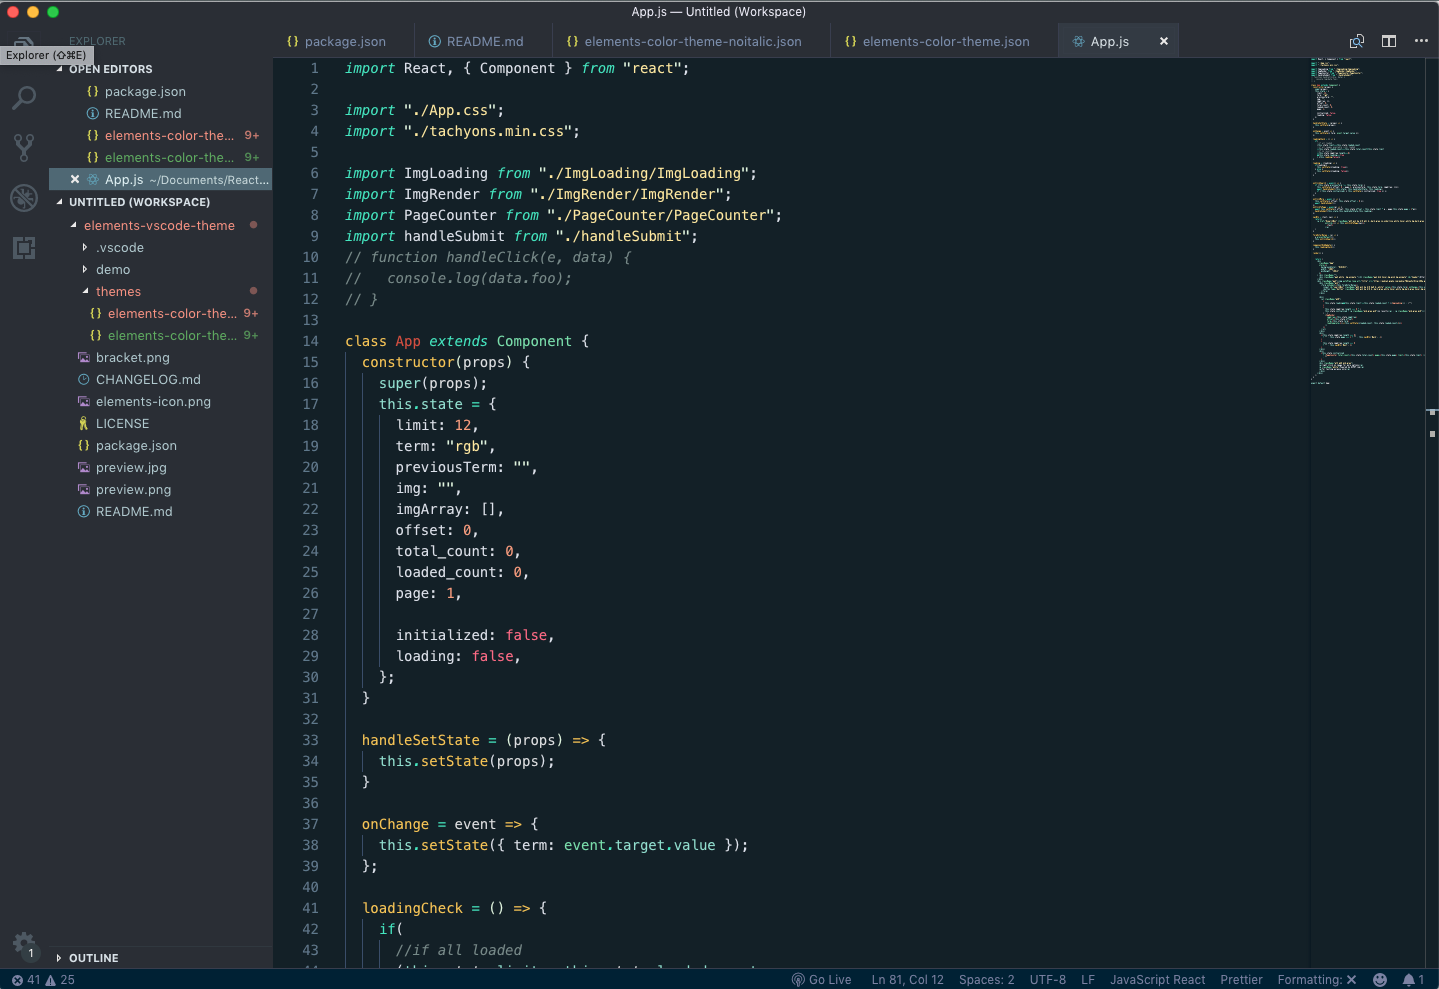 App.js — Untitled (Workspace)
EXPLORER
Explorer (⇧⌘E)
OPEN EDITORS
{} package.json
README.md
{} elements-color-the... 9+
{} elements-color-the... 9+
App.js ~/Documents/React...
UNTITLED (WORKSPACE)
elements-vscode-theme
.vscode
demo
themes
{} elements-color-the... 9+
{} elements-color-the... 9+
bracket.png
CHANGELOG.md
elements-icon.png
LICENSE
{} package.json
preview.jpg
preview.png
README.md
1
OUTLINE
{} package.json
README.md
{} elements-color-theme-noitalic.json
{} elements-color-theme.json
App.js
1 import React, { Component } from "react";
2
3 import "./App.css";
4 import "./tachyons.min.css";
5
6 import ImgLoading from "./ImgLoading/ImgLoading";
7 import ImgRender from "./ImgRender/ImgRender";
8 import PageCounter from "./PageCounter/PageCounter";
9 import handleSubmit from "./handleSubmit";
10 // function handleClick(e, data) {
11 //   console.log(data.foo);
12 // }
13
14 class App extends Component {
15   constructor(props) {
16     super(props);
17     this.state = {
18       limit: 12,
19       term: "rgb",
20       previousTerm: "",
21       img: "",
22       imgArray: [],
23       offset: 0,
24       total_count: 0,
25       loaded_count: 0,
26       page: 1,
27
28       initialized: false,
29       loading: false,
30     };
31   }
32
33   handleSetState = (props) => {
34     this.setState(props);
35   }
36
37   onChange = event => {
38     this.setState({ term: event.target.value });
39   };
40
41   loadingCheck = () => {
42     if(
43       //if all loaded
41 25
Go Live
Ln 81, Col 12
Spaces: 2
UTF-8
LF
JavaScript React
Prettier
Formatting: ✕
1